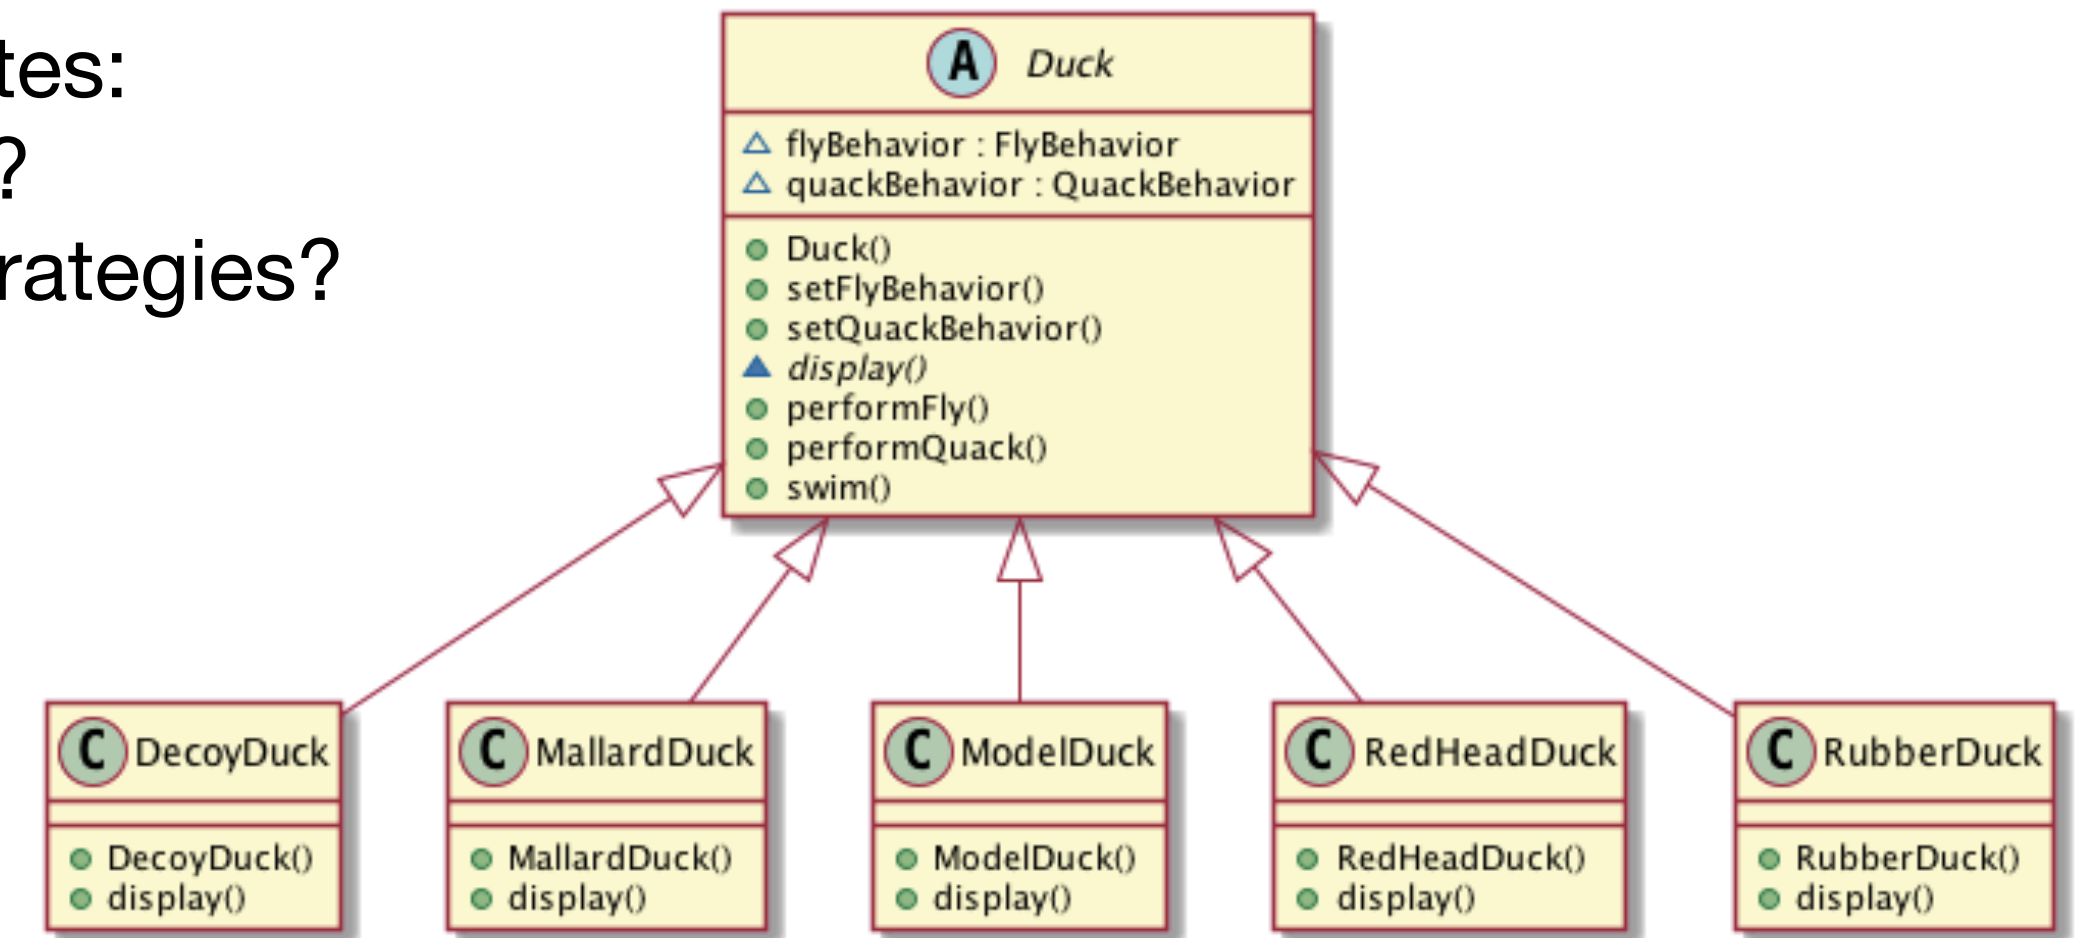 tes:
?
rategies?
A Duck
flyBehavior : FlyBehavior
quackBehavior : QuackBehavior
Duck()
setFlyBehavior()
setQuackBehavior()
display()
performFly()
performQuack()
swim()
C DecoyDuck
DecoyDuck()
display()
C MallardDuck
MallardDuck()
display()
C ModelDuck
ModelDuck()
display()
C RedHeadDuck
RedHeadDuck()
display()
C RubberDuck
RubberDuck()
display()